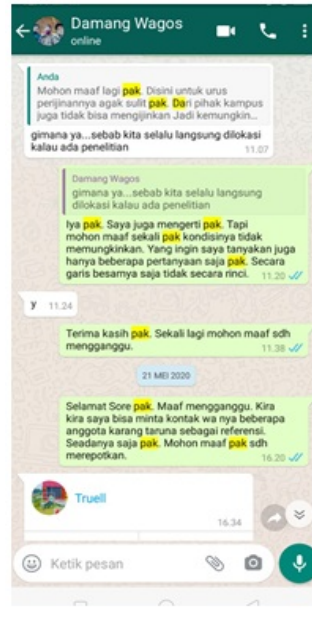 Damang Wagos
online
Anda
Mohon maaf lagi pak. Disini untuk urus
perijinannya agak sulit pak. Dari pihak kampus
juga tidak bisa mengijinkan Jadi kemungkin...
gimana ya...sebab kita selalu langsung dilokasi
kalau ada penelitian
11.07
Damang Wagos
gimana ya...sebab kita selalu langsung
dilokasi kalau ada penelitian
Iya pak. Saya juga mengerti pak. Tapi
mohon maaf sekali pak kondisinya tidak
memungkinkan. Yang ingin saya tanyakan juga
hanya beberapa pertanyaan saja pak. Secara
garis besarnya saja tidak secara rinci. 11.20
y 11.24
Terima kasih pak. Sekali lagi mohon maaf sdh
mengganggu. 11.38
21 MEI 2020
Selamat Sore pak. Maaf mengganggu. Kira
kira saya bisa minta kontak wa nya beberapa
anggota karang taruna sebagai referensi.
Seadanya saja pak. Mohon maaf pak sdh
merepotkan. 16.20
Truell
16.34
Ketik pesan